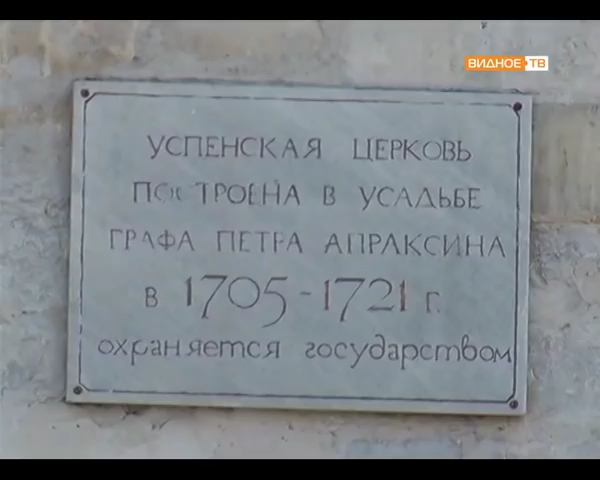 ВИДНОЕ ТВ
УСПЕНСКАЯ ЦЕРКОВЬ
ПОСТРОЕНА В УСАДЬБЕ
ГРАФА ПЕТРА АПРАКСИНА
В 1705-1721 Г.
охраняется государством